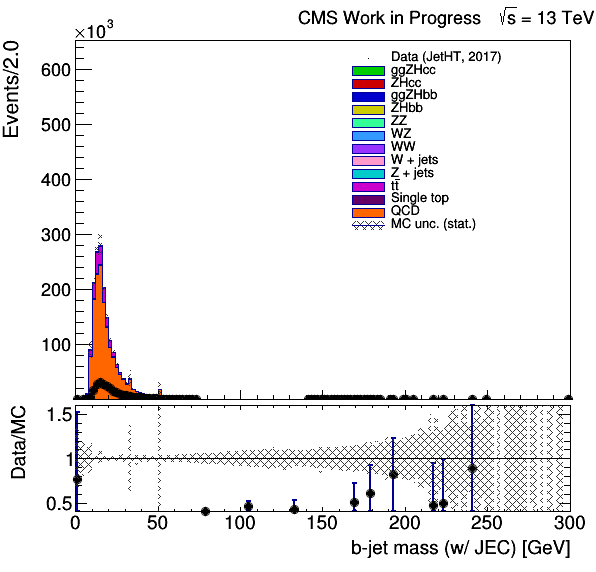 CMS Work in Progress √s = 13 TeV
×10³
Events/2.0
600
500
400
300
200
100
Data (JetHT, 2017)
ggZHcc
ZHcc
ggZHbb
ZHbb
ZZ
WZ
WW
W + jets
Z + jets
tt̄
Single top
QCD
MC unc. (stat.)
Data/MC
1.5
1
0.5
0 50 100 150 200 250 300
b-jet mass (w/ JEC) [GeV]